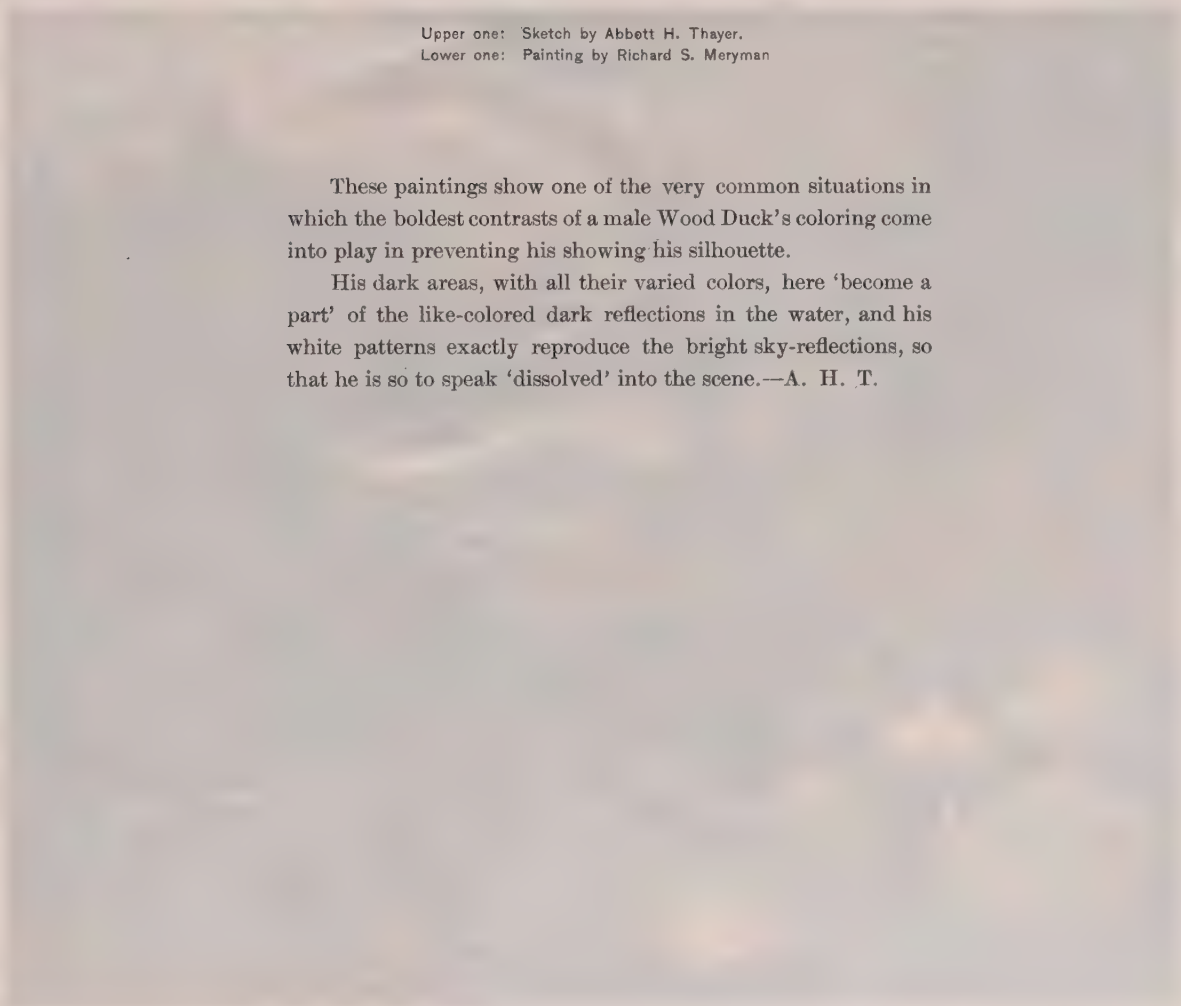 Upper one: Sketch by Abbott H. Thayer.
Lower one: Painting by Richard S. Meryman
These paintings show one of the very common situations in
which the boldest contrasts of a male Wood Duck's coloring come
into play in preventing his showing his silhouette.
His dark areas, with all their varied colors, here ‘become a
part’ of the like-colored dark reflections in the water, and his
white patterns exactly reproduce the bright sky-reflections, so
that he is so to speak ‘dissolved’ into the scene.—A. H. T.